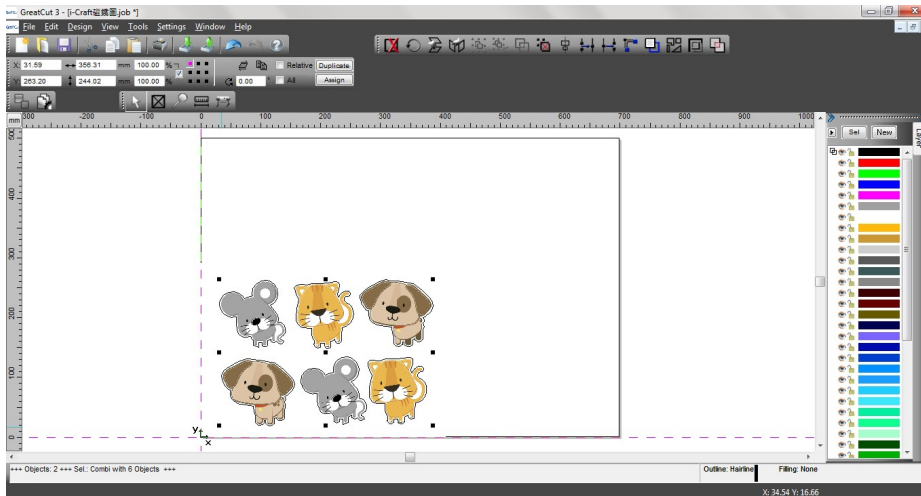 GreatCut 3 - [i-Craft磁鐵圖.job *]
File Edit Design View Tools Settings Window Help
X: 31.59 356.31 mm 100.00 % Relative Duplicate
Y: 263.20 244.02 mm 100.00 % 0.00 ° All Assign
mm 300 -200 -100 0 100 200 300 400 500 600 700 800 900 1000
Sel New
Layer
500
400
300
200
100
0
Y
X
+++ Objects: 2 +++ Sel.: Combi with 6 Objects +++
Outline: Hairline Filling: None
X: 34.54 Y: 16.66